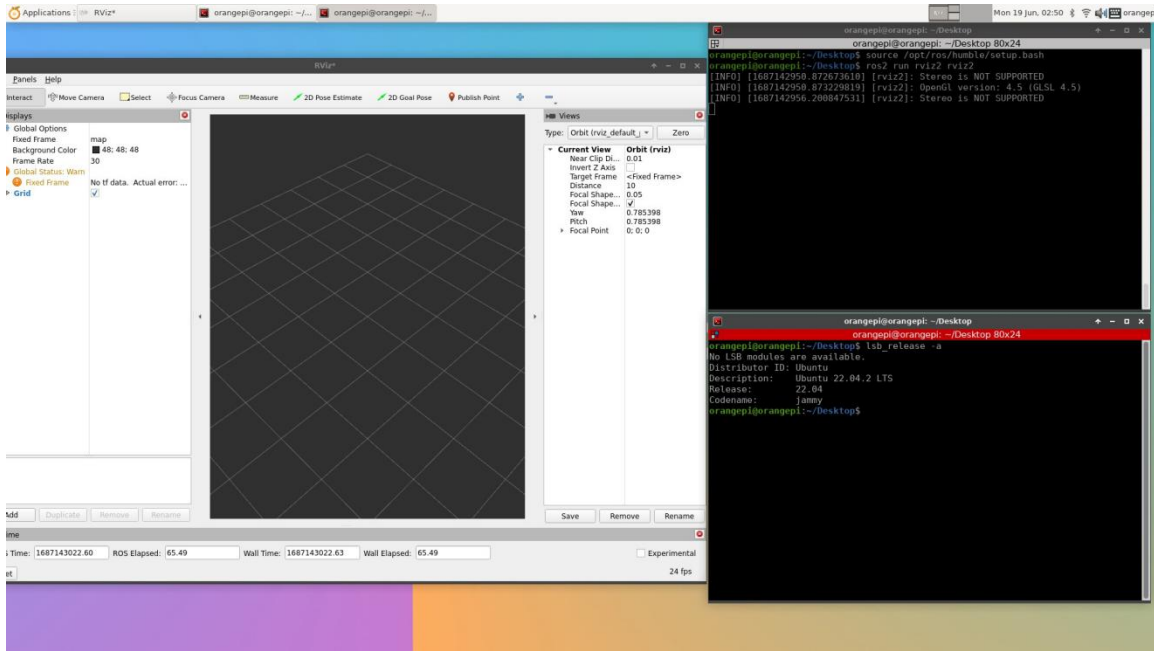 Applications
RViz*
orangepi@orangepi: ~/...
orangepi@orangepi: ~/...
Mon 19 Jun, 02:50
orangep
RViz*
Panels Help
Interact Move Camera Select Focus Camera Measure 2D Pose Estimate 2D Goal Pose Publish Point
Displays
Global Options
Fixed Frame map
Background Color 48; 48; 48
Frame Rate 30
Global Status: Warn
Fixed Frame No tf data. Actual error: ...
Grid
Add Duplicate Remove Rename
Views
Type: Orbit (rviz_default_ Zero
Current View Orbit (rviz)
Near Clip Di... 0.01
Invert Z Axis
Target Frame <Fixed Frame>
Distance 10
Focal Shape... 0.05
Focal Shape...
Yaw 0.785398
Pitch 0.785398
Focal Point 0; 0; 0
Save Remove Rename
ime
Time: 1687143022.60 ROS Elapsed: 65.49 Wall Time: 1687143022.63 Wall Elapsed: 65.49 Experimental
et
24 fps
orangepi@orangepi: ~/Desktop
orangepi@orangepi: ~/Desktop 80x24
orangepi@orangepi:~/Desktop$ source /opt/ros/humble/setup.bash
orangepi@orangepi:~/Desktop$ ros2 run rviz2 rviz2
[INFO] [1687142950.872673610] [rviz2]: Stereo is NOT SUPPORTED
[INFO] [1687142950.873229819] [rviz2]: OpenGl version: 4.5 (GLSL 4.5)
[INFO] [1687142956.200847531] [rviz2]: Stereo is NOT SUPPORTED
orangepi@orangepi: ~/Desktop
orangepi@orangepi: ~/Desktop 80x24
orangepi@orangepi:~/Desktop$ lsb_release -a
No LSB modules are available.
Distributor ID: Ubuntu
Description: Ubuntu 22.04.2 LTS
Release: 22.04
Codename: jammy
orangepi@orangepi:~/Desktop$